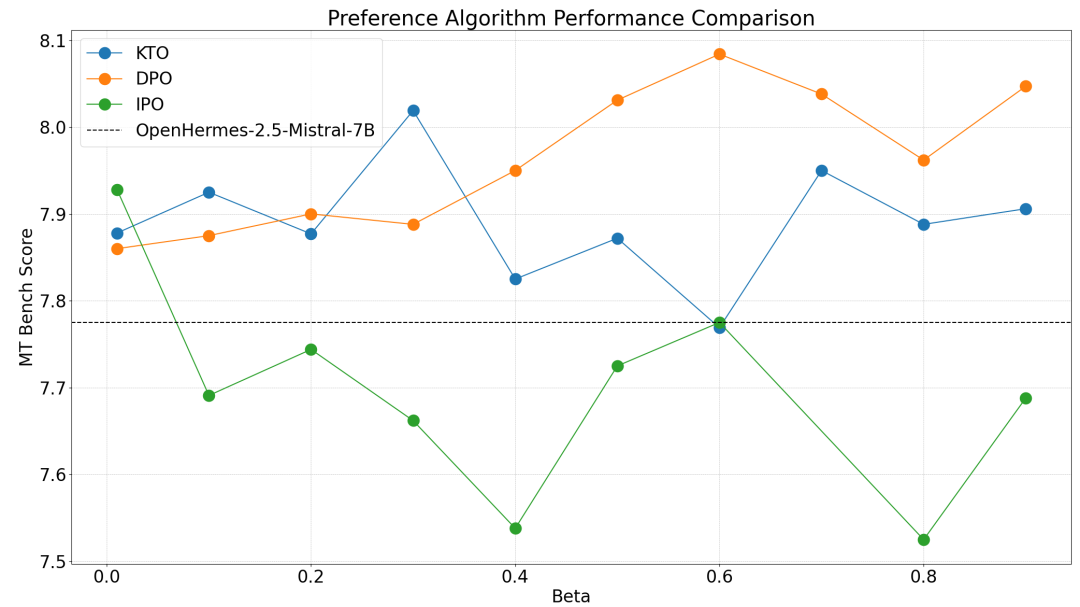 Preference Algorithm Performance Comparison
KTO
DPO
IPO
OpenHermes-2.5-Mistral-7B
MT Bench Score
8.1
8.0
7.9
7.8
7.7
7.6
7.5
0.0 0.2 0.4 0.6 0.8
Beta